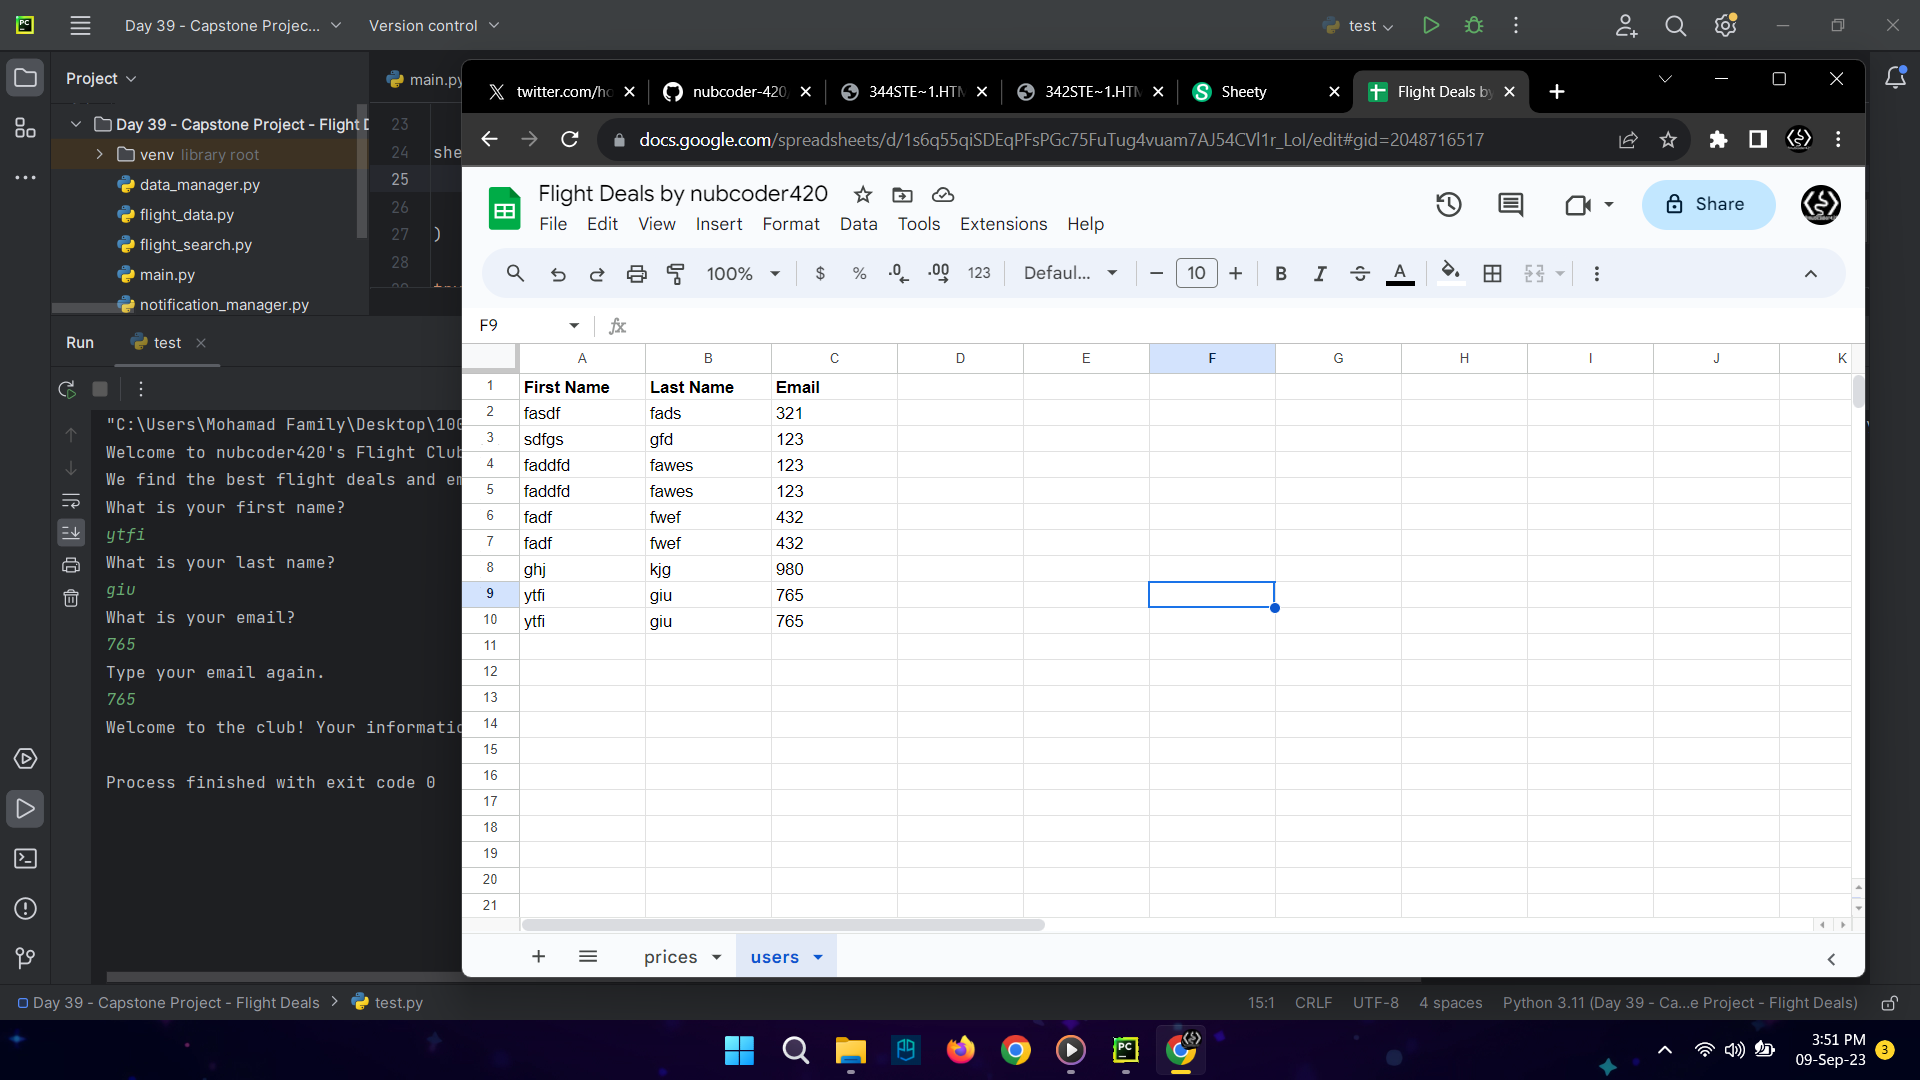 PC
Day 39 - Capstone Projec...
Version control
test
Project
main.py
Day 39 - Capstone Project - Flight D
venv library root
data_manager.py
flight_data.py
flight_search.py
main.py
notification_manager.py
23
24
25
26
27
28
she
)
Run
test
"C:\Users\Mohamad Family\Desktop\100
Welcome to nubcoder420's Flight Club
We find the best flight deals and em
What is your first name?
ytfi
What is your last name?
giu
What is your email?
765
Type your email again.
765
Welcome to the club! Your informatio
Process finished with exit code 0
twitter.com/ho
nubcoder-420/
344STE~1.HTM
342STE~1.HTM
Sheety
Flight Deals by
docs.google.com/spreadsheets/d/1s6q55qiSDEqPFsPGc75FuTug4vuam7AJ54CVl1r_LoI/edit#gid=2048716517
Flight Deals by nubcoder420
File Edit View Insert Format Data Tools Extensions Help
Share
100% $ % .0 .00 123 Defaul... − 10 + B I A
F9 fx
A B C D E F G H I J K
1 First Name Last Name Email
2 fasdf fads 321
3 sdfgs gfd 123
4 faddfd fawes 123
5 faddfd fawes 123
6 fadf fwef 432
7 fadf fwef 432
8 ghj kjg 980
9 ytfi giu 765
10 ytfi giu 765
11
12
13
14
15
16
17
18
19
20
21
prices
users
Day 39 - Capstone Project - Flight Deals > test.py
15:1 CRLF UTF-8 4 spaces Python 3.11 (Day 39 - Ca...e Project - Flight Deals)
PC
3:51 PM
09-Sep-23
3